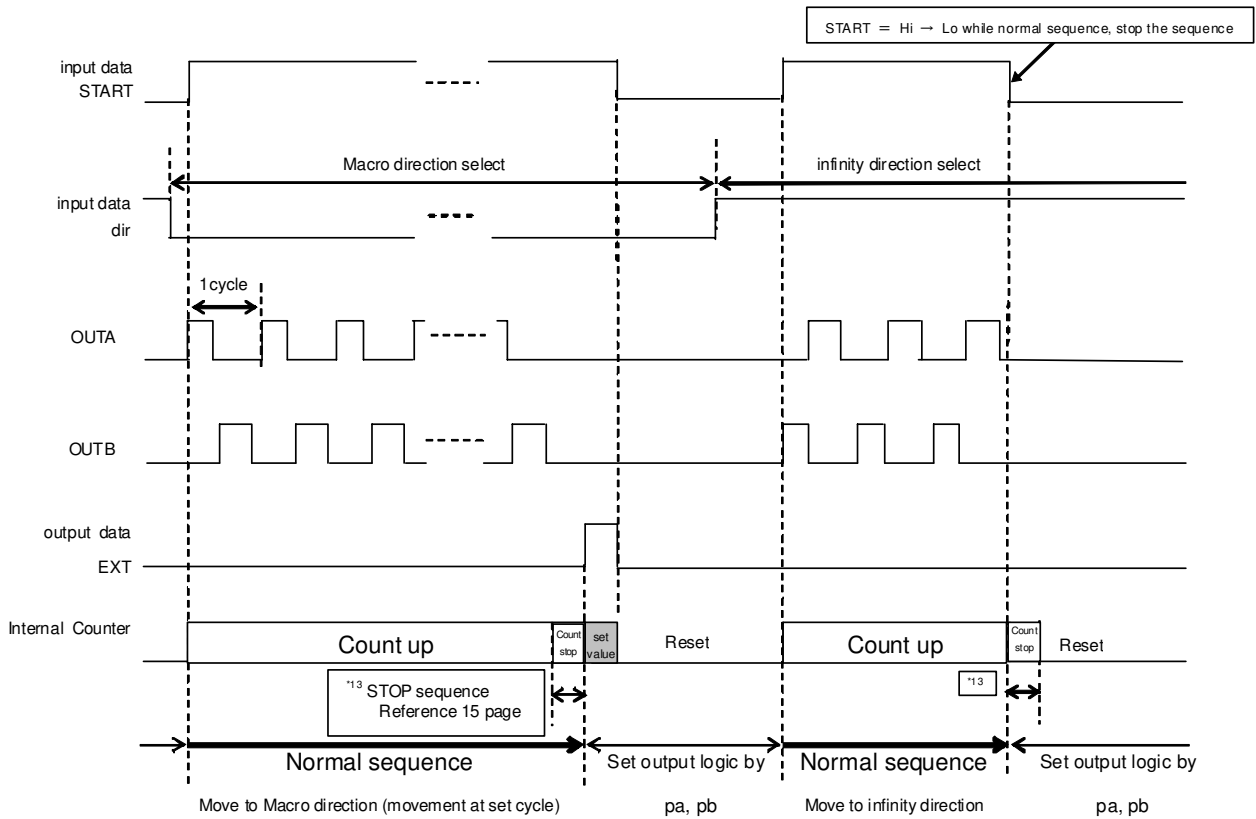 START = Hi → Lo while normal sequence, stop the sequence
input data
START
Macro direction select
infinity direction select
input data
dir
1cycle
OUTA
OUTB
output data
EXT
Internal Counter
Count up
Count
stop
set
value
Reset
Count up
Count
stop
Reset
*13 STOP sequence
Reference 15 page
*13
Normal sequence
Set output logic by
Normal sequence
Set output logic by
Move to Macro direction (movement at set cycle)
pa, pb
Move to infinity direction
pa, pb